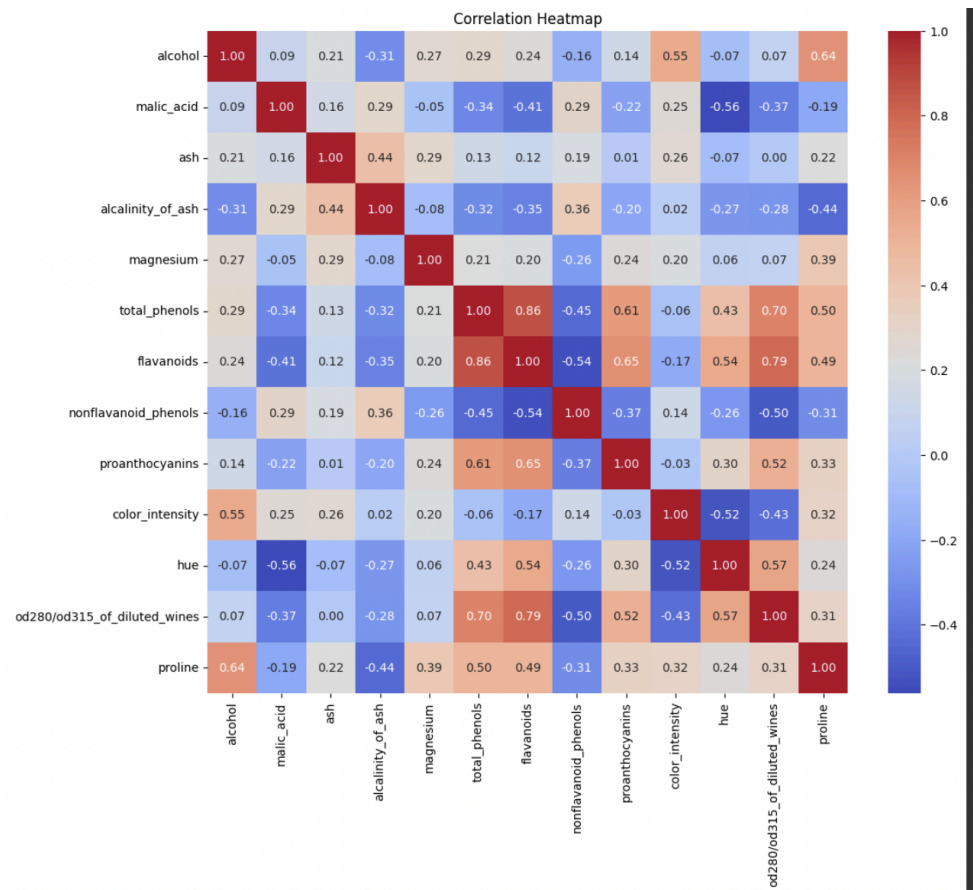 Correlation Heatmap
alcohol 1.00 0.09 0.21 -0.31 0.27 0.29 0.24 -0.16 0.14 0.55 -0.07 0.07 0.64
malic_acid 0.09 1.00 0.16 0.29 -0.05 -0.34 -0.41 0.29 -0.22 0.25 -0.56 -0.37 -0.19
ash 0.21 0.16 1.00 0.44 0.29 0.13 0.12 0.19 0.01 0.26 -0.07 0.00 0.22
alcalinity_of_ash -0.31 0.29 0.44 1.00 -0.08 -0.32 -0.35 0.36 -0.20 0.02 -0.27 -0.28 -0.44
magnesium 0.27 -0.05 0.29 -0.08 1.00 0.21 0.20 -0.26 0.24 0.20 0.06 0.07 0.39
total_phenols 0.29 -0.34 0.13 -0.32 0.21 1.00 0.86 -0.45 0.61 -0.06 0.43 0.70 0.50
flavanoids 0.24 -0.41 0.12 -0.35 0.20 0.86 1.00 -0.54 0.65 -0.17 0.54 0.79 0.49
nonflavanoid_phenols -0.16 0.29 0.19 0.36 -0.26 -0.45 -0.54 1.00 -0.37 0.14 -0.26 -0.50 -0.31
proanthocyanins 0.14 -0.22 0.01 -0.20 0.24 0.61 0.65 -0.37 1.00 -0.03 0.30 0.52 0.33
color_intensity 0.55 0.25 0.26 0.02 0.20 -0.06 -0.17 0.14 -0.03 1.00 -0.52 -0.43 0.32
hue -0.07 -0.56 -0.07 -0.27 0.06 0.43 0.54 -0.26 0.30 -0.52 1.00 0.57 0.24
od280/od315_of_diluted_wines 0.07 -0.37 0.00 -0.28 0.07 0.70 0.79 -0.50 0.52 -0.43 0.57 1.00 0.31
proline 0.64 -0.19 0.22 -0.44 0.39 0.50 0.49 -0.31 0.33 0.32 0.24 0.31 1.00
alcohol
malic_acid
ash
alcalinity_of_ash
magnesium
total_phenols
flavanoids
nonflavanoid_phenols
proanthocyanins
color_intensity
hue
od280/od315_of_diluted_wines
proline
1.0
0.8
0.6
0.4
0.2
0.0
−0.2
−0.4